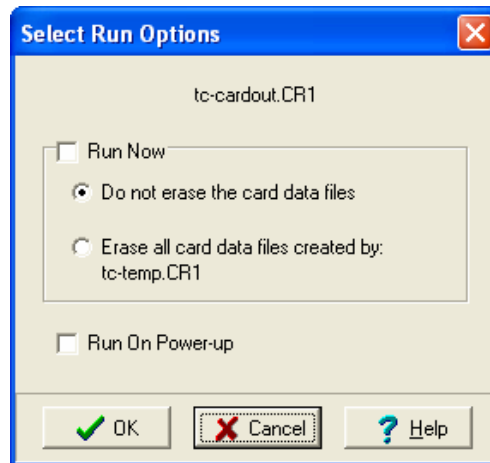 Select Run Options
tc-cardout.CR1
Run Now
Do not erase the card data files
Erase all card data files created by:
tc-temp.CR1
Run On Power-up
OK
Cancel
Help